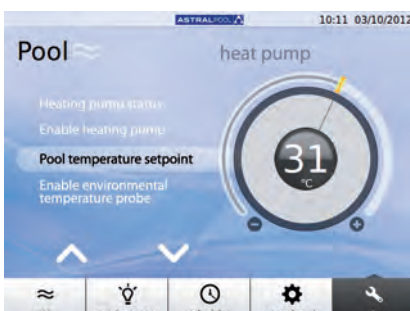 ASTRALPOOL 10:11 03/10/2012
Pool heat pump
Heating pump status
Enable heating pump
Pool temperature setpoint
Enable environmental
temperature probe
31
°C